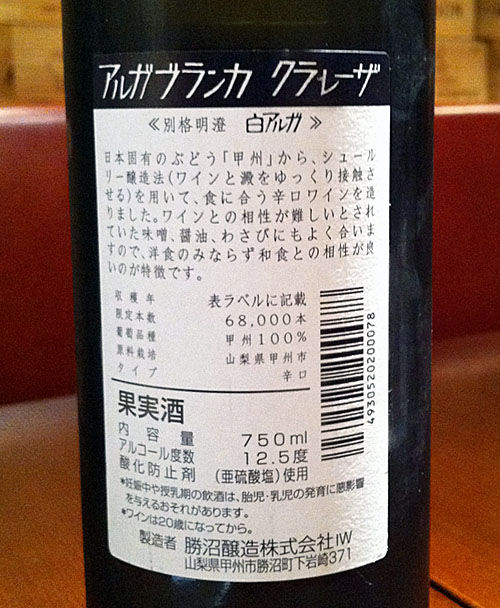 アルガブランカ クラレーザ
≪別格明澄 白アルガ≫
日本固有のぶどう「甲州」から、シュール
リー醸造法(ワインと澱をゆっくり接触さ
せる)を用いて、食に合う辛口ワインを造
りました。ワインとの相性が難しいとされ
ていた味噌、醤油、わさびにもよく合いま
すので、洋食のみならず和食との相性が良
いのが特徴です。
収穫年 表ラベルに記載
限定本数 68,000本
葡萄品種 甲州100%
原料栽培 山梨県甲州市
タイプ 辛口
4930520200078
果実酒
内容量 750ml
アルコール度数 12.5度
酸化防止剤 (亜硫酸塩)使用
*妊娠中や授乳期の飲酒は、胎児・乳児の発育に悪影響
を与えるおそれがあります。
*ワインは20歳になってから。
製造者 勝沼醸造株式会社IW
山梨県甲州市勝沼町下岩崎371